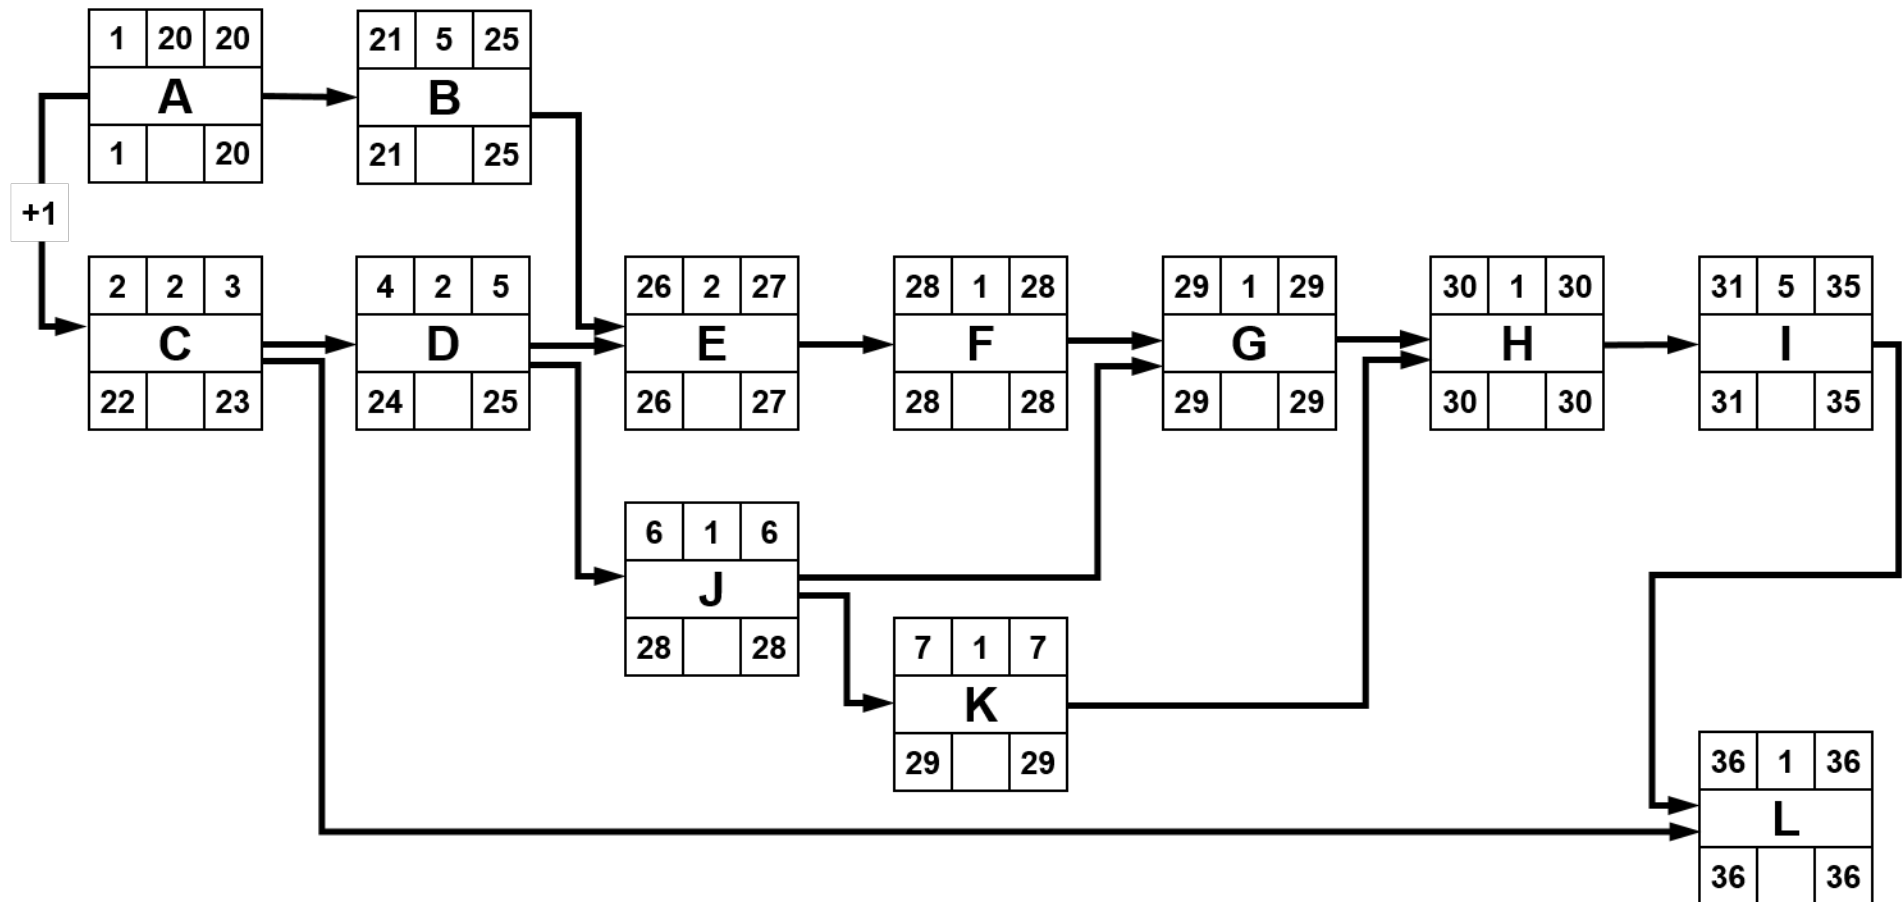 1 20 20
A
1 20
21 5 25
B
21 25
+1
2 2 3
C
22 23
4 2 5
D
24 25
26 2 27
E
26 27
28 1 28
F
28 28
29 1 29
G
29 29
30 1 30
H
30 30
31 5 35
I
31 35
6 1 6
J
28 28
7 1 7
K
29 29
36 1 36
L
36 36